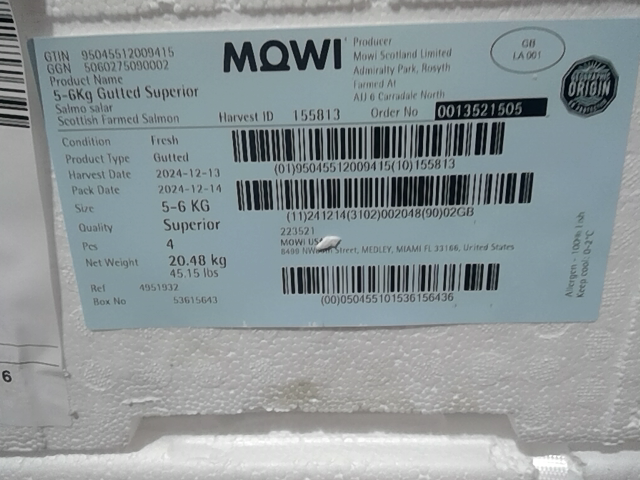 GTIN 95045512009415
GGN 5060275090002
Product Name
5-6Kg Gutted Superior
Salmo salar
Scottish Farmed Salmon
MOWI
Producer
Mowi Scotland Limited
Admiralty Park, Rosyth
Farmed At
A1J 6 Carradale North
GB
LA 001
ORIGIN
Harvest ID 155813
Order No 0013521505
Condition Fresh
Product Type Gutted
Harvest Date 2024-12-13
Pack Date 2024-12-14
Size 5-6 KG
Quality Superior
Pcs 4
Net Weight 20.48 kg
45.15 lbs
Ref 4951932
Box No 53615643
(01)95045512009415(10)155813
(11)241214(3102)002048(90)02GB
223521
MOWI US
Street, MEDLEY, MIAMI FL 33166, United States
(00)050455101536156436
Allergen - 100% Fish
Keep cool: 0-2°C
6